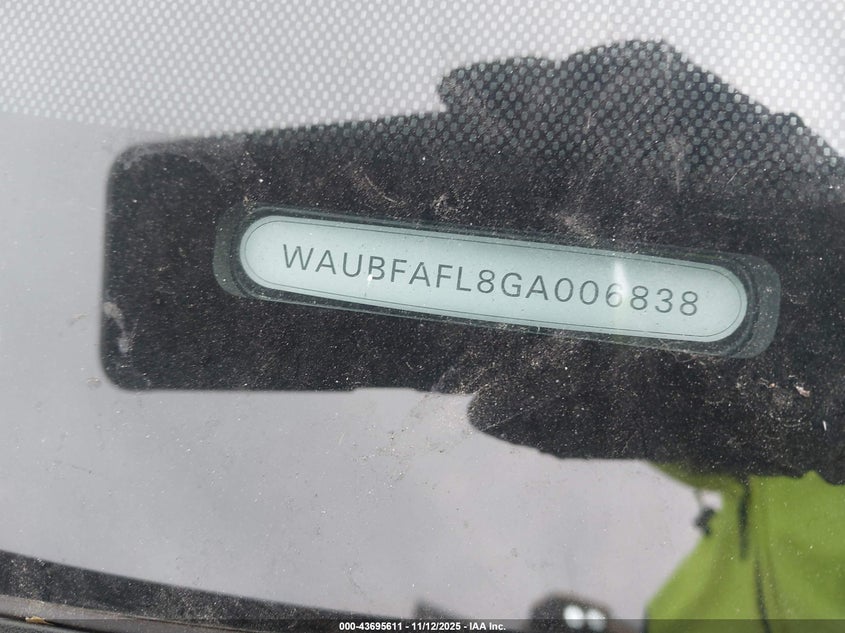 WAUBFAFL8GA006838
000-43695611 - 11/12/2025 - IAA Inc.